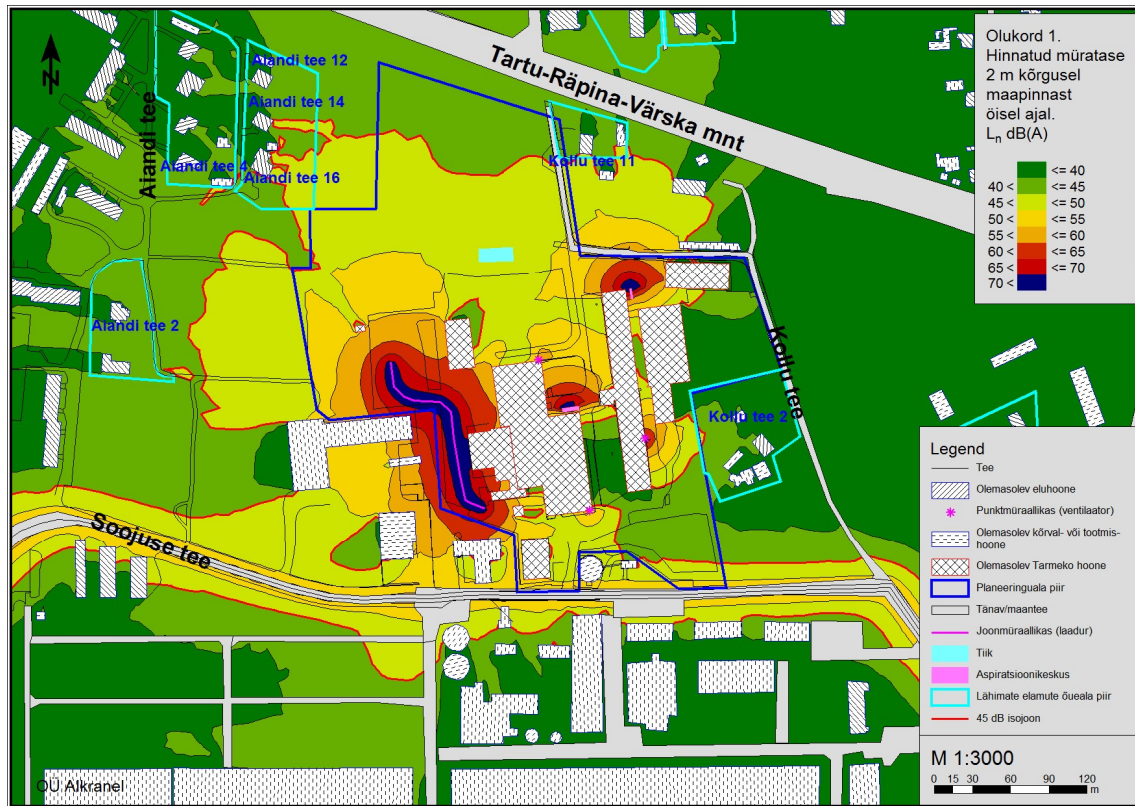 Olukord 1.
Hinnatud müratase
2 m kõrgusel
maapinnast
öisel ajal.
Ln dB(A)
<= 40
40 < <= 45
45 < <= 50
50 < <= 55
55 < <= 60
60 < <= 65
65 < <= 70
70 <
N
Tartu-Räpina-Värska mnt
Aiandi tee
Aiandi tee 12
Aiandi tee 14
Aiandi tee 4
Aiandi tee 16
Kollu tee 11
Aiandi tee 2
Kollu tee
Kollu tee 2
Soojuse tee
Legend
Tee
Olemasolev eluhoone
Punktmüraallikas (ventilaator)
Olemasolev kõrval- või tootmis-
hoone
Olemasolev Tarmeko hoone
Planeeringuala piir
Tänav/maantee
Joonmüraallikas (laadur)
Tiik
Aspiratsioonikeskus
Lähimate elamute õueala piir
45 dB isojoon
M 1:3000
0 15 30 60 90 120
m
OÜ Alkranel